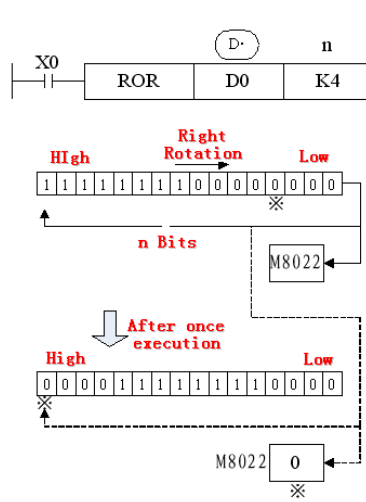 D· n
X0
ROR D0 K4
Right
Rotation
HIgh Low
1 1 1 1 1 1 1 1 0 0 0 0 0 0 0 0
※
n Bits
M8022
After once
execution
High Low
0 0 0 0 1 1 1 1 1 1 1 1 0 0 0 0
※
M8022 0
※